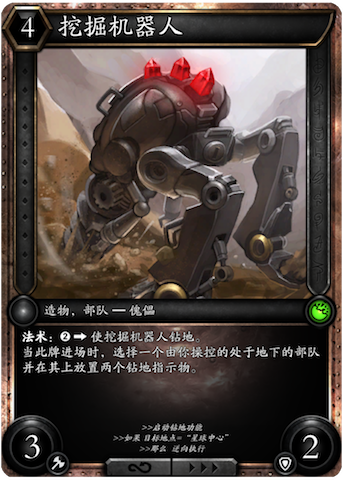 4 挖掘机器人
造物，部队 — 傀儡
法术：❷➡ 使挖掘机器人钻地。
当此牌进场时，选择一个由你操控的处于地下的部队
并在其上放置两个钻地指示物。
>>启动钻地功能
>>如果 目标地点= “星球中心”
>>那么 逆向执行
3 2